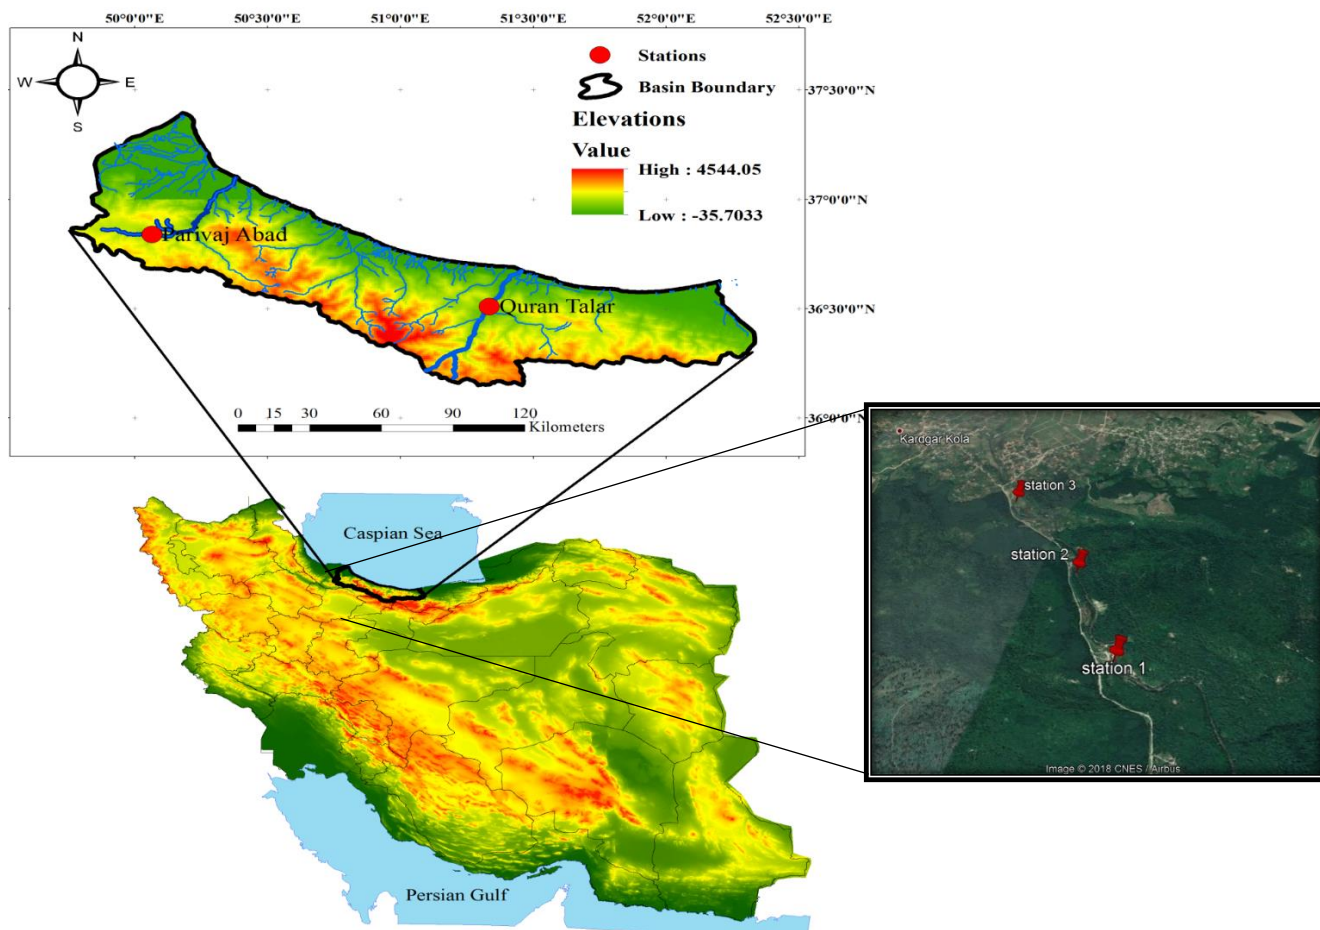 50°0'0"E 50°30'0"E 51°0'0"E 51°30'0"E 52°0'0"E 52°30'0"E
N
W E
S
Stations
Basin Boundary
Elevations
Value
High : 4544.05
Low : -35.7033
37°30'0"N
37°0'0"N
36°30'0"N
36°0'0"N
Parivaj Abad
Quran Talar
0 15 30 60 90 120
Kilometers
Caspian Sea
Persian Gulf
Kardgar Kola
station 3
station 2
station 1
Image © 2018 CNES / Airbus